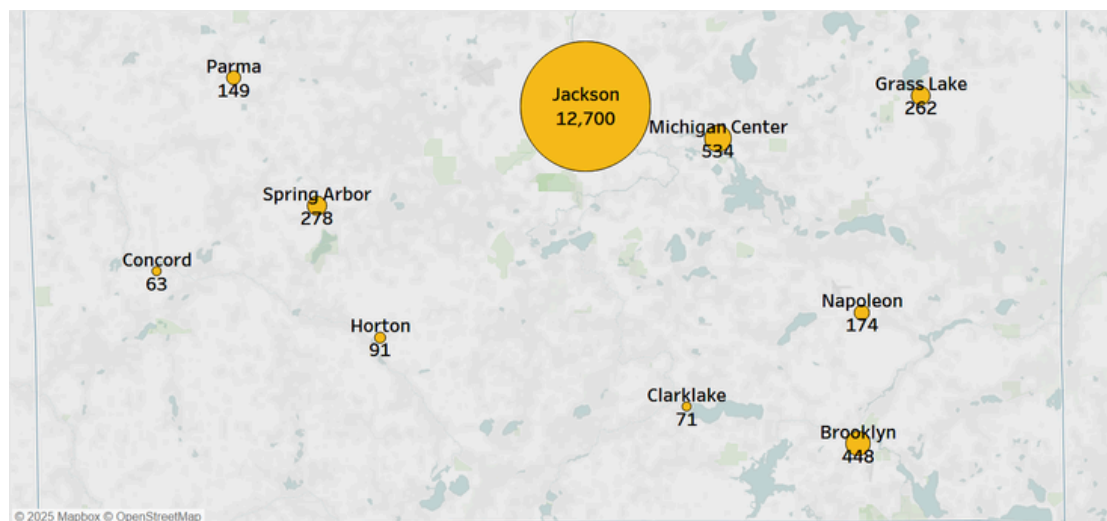 Parma
149
Jackson
12,700
Grass Lake
262
Michigan Center
534
Spring Arbor
278
Concord
63
Napoleon
174
Horton
91
Clarklake
71
Brooklyn
448
© 2025 Mapbox © OpenStreetMap